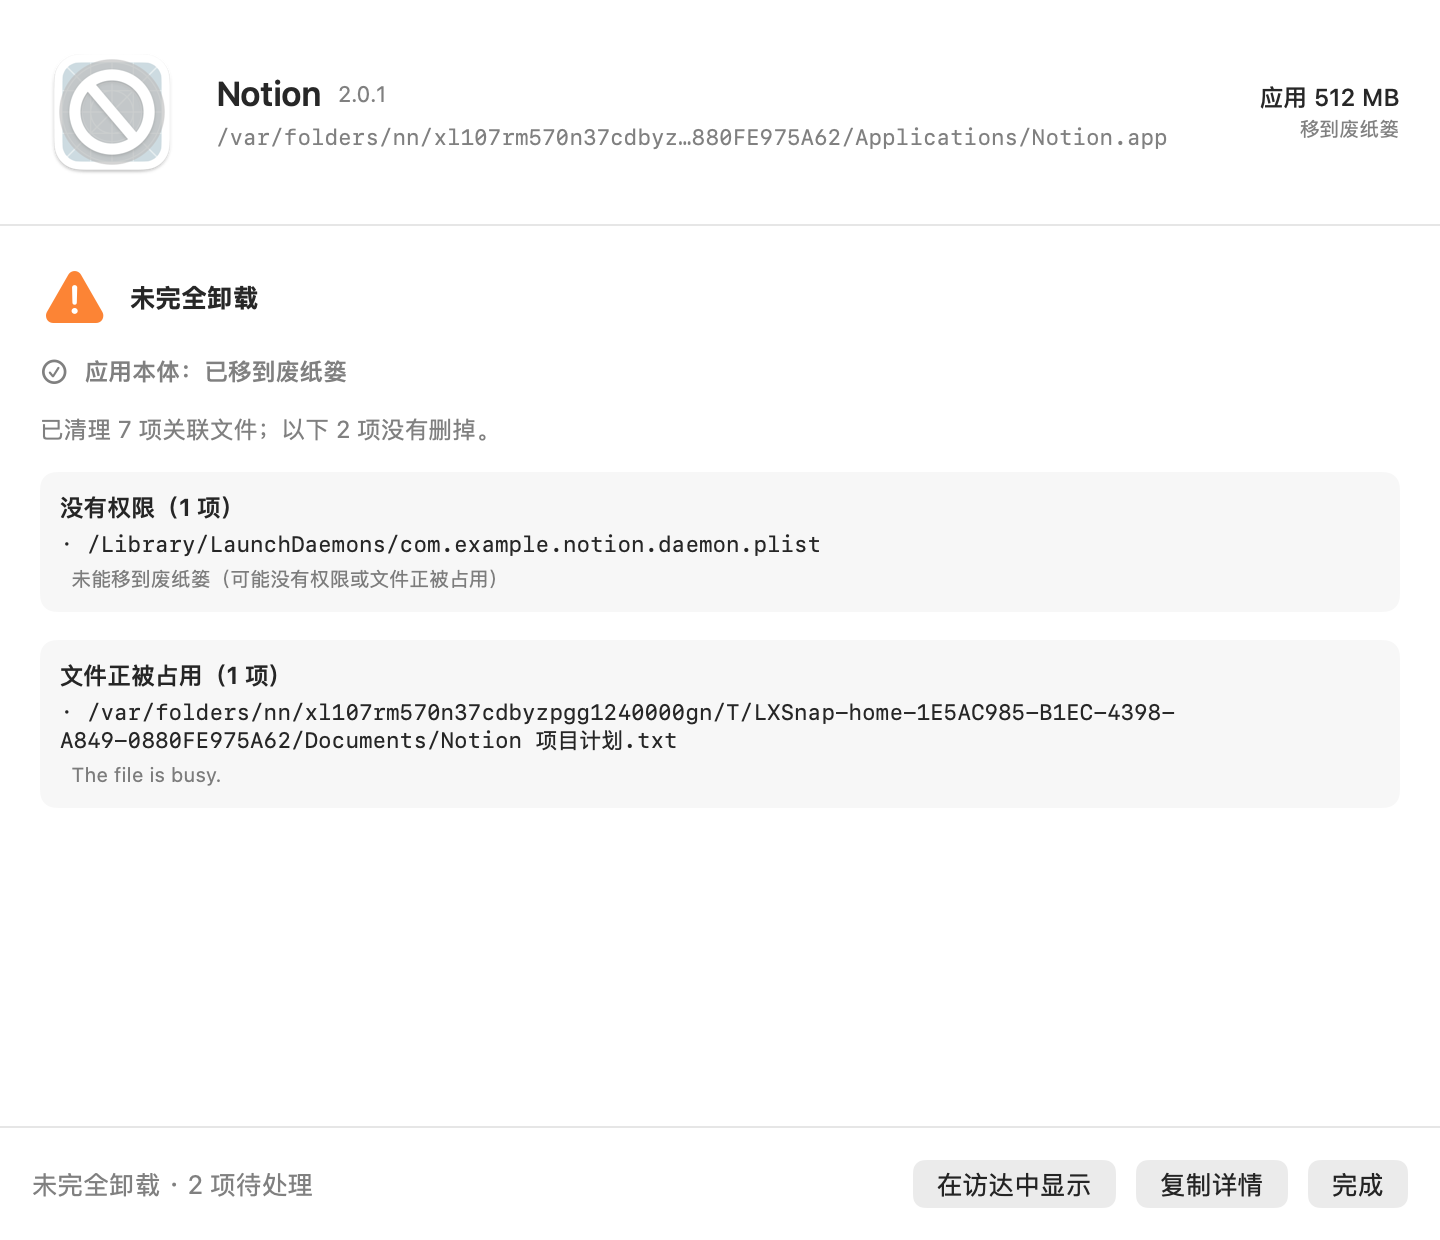 Notion 2.0.1
/var/folders/nn/xl107rm570n37cdbyz…880FE975A62/Applications/Notion.app
应用 512 MB
移到废纸篓
未完全卸载
应用本体：已移到废纸篓
已清理 7 项关联文件；以下 2 项没有删掉。
没有权限（1 项）
· /Library/LaunchDaemons/com.example.notion.daemon.plist
未能移到废纸篓（可能没有权限或文件正被占用）
文件正被占用（1 项）
· /var/folders/nn/xl107rm570n37cdbyzpgg1240000gn/T/LXSnap-home-1E5AC985-B1EC-4398-
A849-0880FE975A62/Documents/Notion 项目计划.txt
The file is busy.
未完全卸载 · 2 项待处理
在访达中显示
复制详情
完成